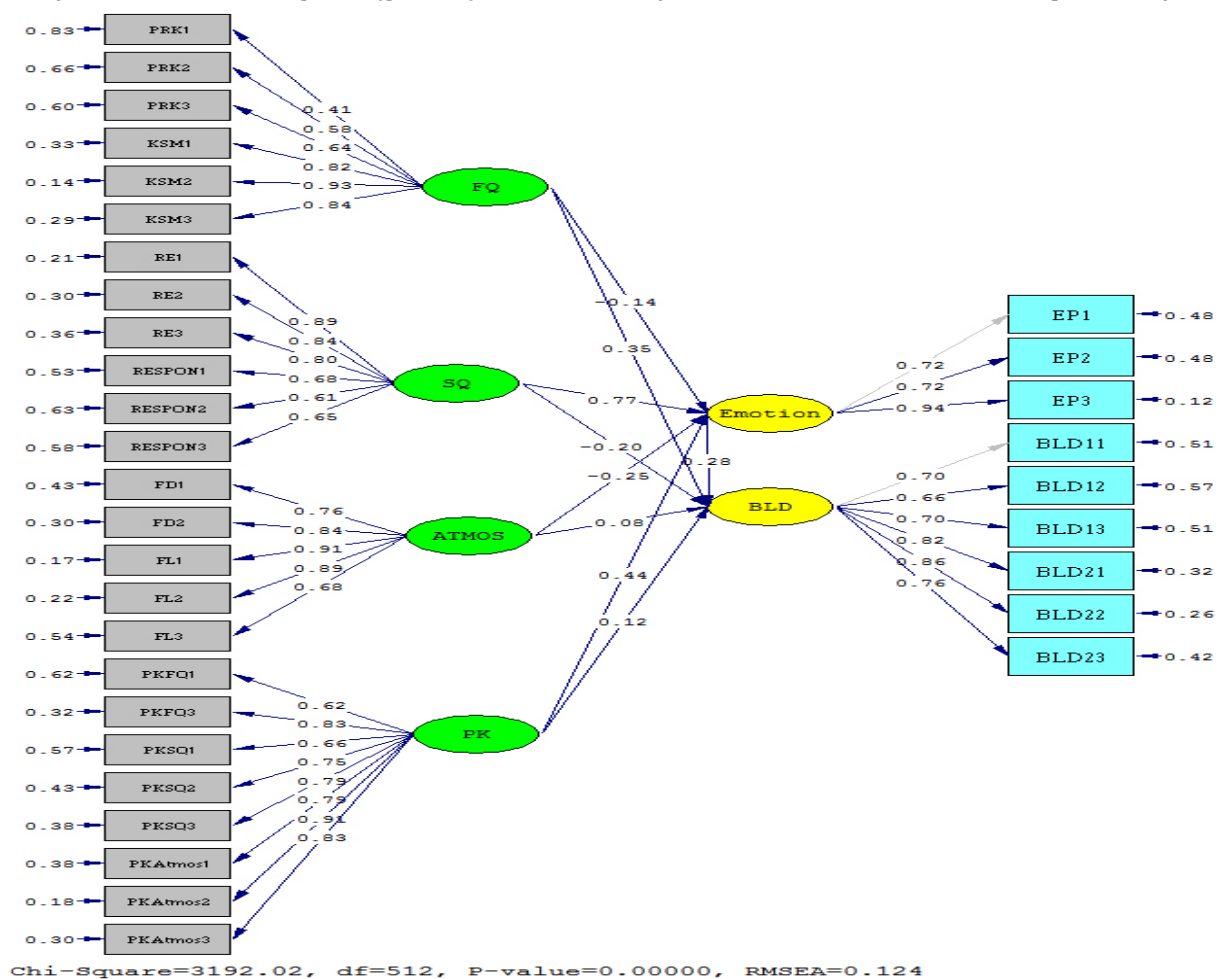 0.83 PRK1
0.66 PRK2
0.60 PRK3
0.33 KSM1
0.14 KSM2
0.29 KSM3
0.21 RE1
0.30 RE2
0.36 RE3
0.53 RESPON1
0.63 RESPON2
0.58 RESPON3
0.43 FD1
0.30 FD2
0.17 FL1
0.22 FL2
0.54 FL3
0.62 PKFQ1
0.32 PKFQ3
0.57 PKSQ1
0.43 PKSQ2
0.38 PKSQ3
0.38 PKAtmos1
0.18 PKAtmos2
0.30 PKAtmos3
0.41
0.58
0.64
0.82
0.93
0.84
0.89
0.84
0.80
0.68
0.61
0.65
0.76
0.84
0.91
0.89
0.68
0.62
0.83
0.66
0.75
0.79
0.79
0.91
0.83
FQ
SQ
ATMOS
PK
-0.14
0.35
0.77
-0.20
-0.25
0.08
0.44
0.12
Emotion
0.28
BLD
0.72
0.72
0.94
0.70
0.66
0.70
0.82
0.86
0.76
EP1 0.48
EP2 0.48
EP3 0.12
BLD11 0.51
BLD12 0.57
BLD13 0.51
BLD21 0.32
BLD22 0.26
BLD23 0.42
Chi-Square=3192.02, df=512, P-value=0.00000, RMSEA=0.124